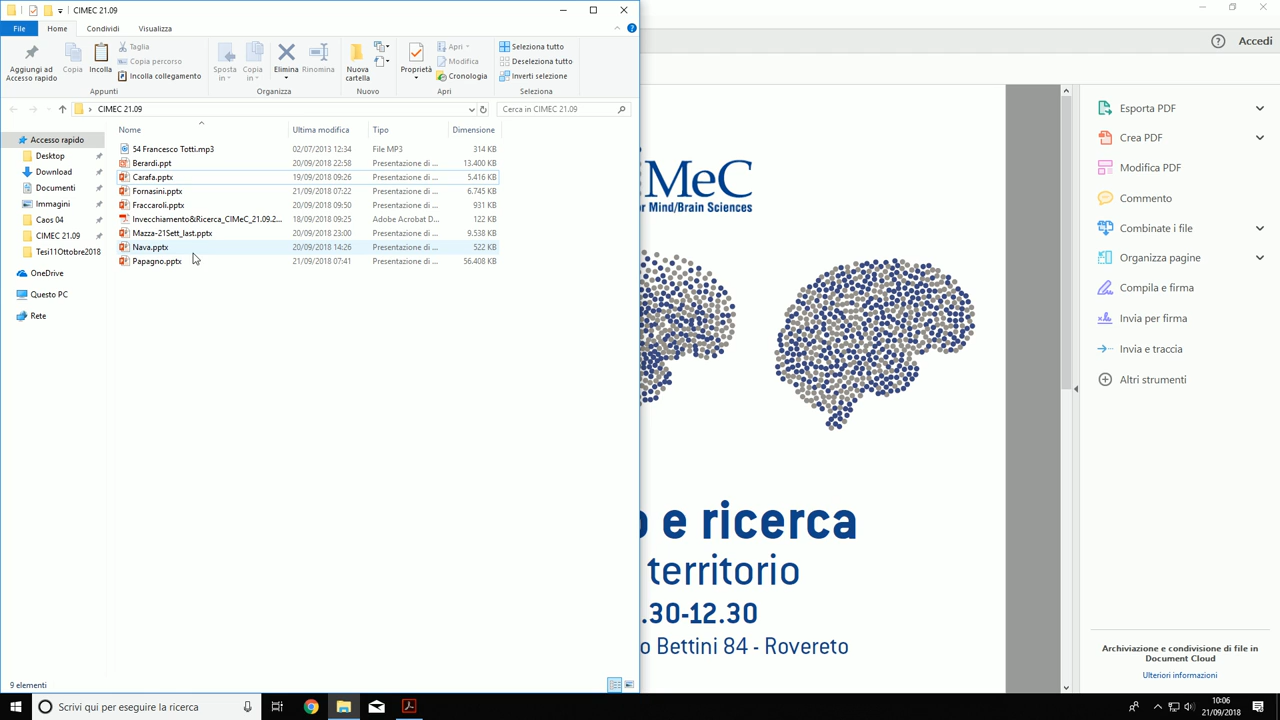 CIMEC 21.09
File Home Condividi Visualizza
Aggiungi ad Accesso rapido
Copia
Incolla
Taglia
Copia percorso
Incolla collegamento
Appunti
Sposta in
Copia in
Elimina
Rinomina
Organizza
Nuova cartella
Nuovo
Proprietà
Apri
Modifica
Cronologia
Apri
Seleziona tutto
Deseleziona tutto
Inverti selezione
Seleziona
CIMEC 21.09
Cerca in CIMEC 21.09
Accesso rapido
Desktop
Download
Documenti
Immagini
Caos 04
CIMEC 21.09
Tesi11Ottobre2018
OneDrive
Questo PC
Rete
Nome Ultima modifica Tipo Dimensione
54 Francesco Totti.mp3 02/07/2013 12:34 File MP3 314 KB
Berardi.ppt 20/09/2018 22:58 Presentazione di ... 13.400 KB
Carafa.pptx 19/09/2018 09:26 Presentazione di ... 5.416 KB
Fornasini.pptx 21/09/2018 07:22 Presentazione di ... 6.745 KB
Fraccaroli.pptx 20/09/2018 09:50 Presentazione di ... 931 KB
Invecchiamento&Ricerca_CIMeC_21.09.2... 18/09/2018 09:25 Adobe Acrobat D... 122 KB
Mazza-21Sett_last.pptx 20/09/2018 23:00 Presentazione di ... 9.538 KB
Nava.pptx 20/09/2018 14:26 Presentazione di ... 522 KB
Papagno.pptx 21/09/2018 07:41 Presentazione di ... 56.408 KB
9 elementi
MeC
or Mind/Brain Sciences
e ricerca
territorio
.30-12.30
o Bettini 84 - Rovereto
Accedi
Esporta PDF
Crea PDF
Modifica PDF
Commento
Combinate i file
Organizza pagine
Compila e firma
Invia per firma
Invia e traccia
Altri strumenti
Archiviazione e condivisione di file in
Document Cloud
Ulteriori informazioni
Scrivi qui per eseguire la ricerca
10:06
21/09/2018